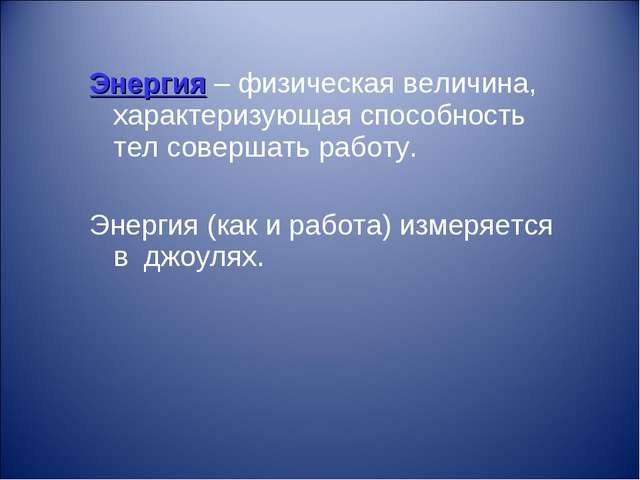 Энергия – физическая величина,
характеризующая способность
тел совершать работу.
Энергия (как и работа) измеряется
в  джоулях.